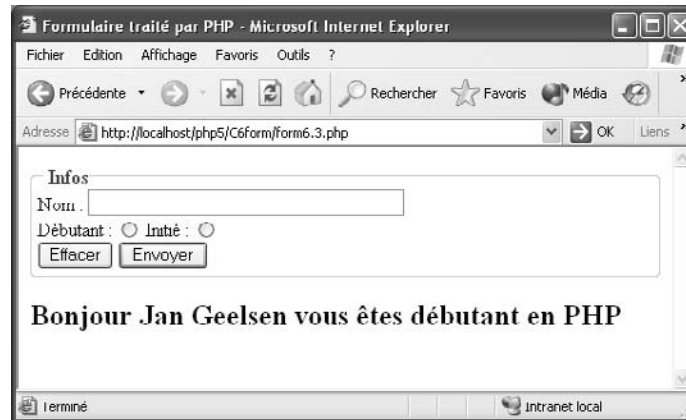 Formulaire traité par PHP - Microsoft Internet Explorer
Fichier Edition Affichage Favoris Outils ?
Précédente Rechercher Favoris Média »
Adresse http://localhost/php5/C6form/form6.3.php OK Liens »
Infos
Nom :
Débutant : Initié :
Effacer Envoyer
Bonjour Jan Geelsen vous êtes débutant en PHP
Terminé Intranet local